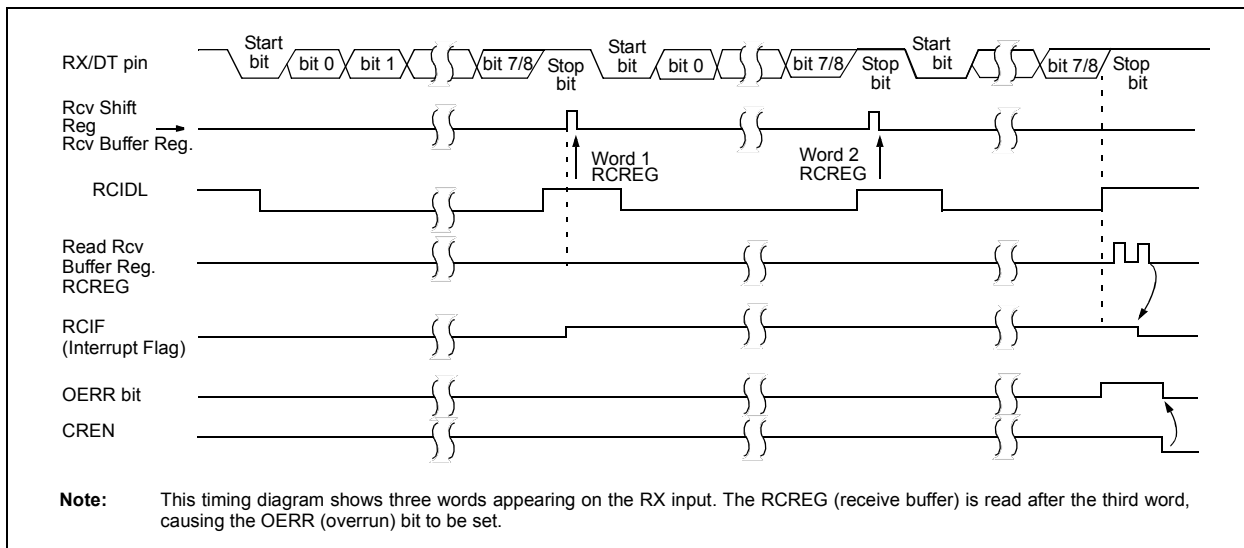 RX/DT pin
Start bit
bit 0
bit 1
bit 7/8
Stop bit
Start bit
bit 0
bit 7/8
Stop bit
Start bit
bit 7/8
Stop bit
Rcv Shift
Reg
Rcv Buffer Reg.
Word 1
RCREG
Word 2
RCREG
RCIDL
Read Rcv
Buffer Reg.
RCREG
RCIF
(Interrupt Flag)
OERR bit
CREN
Note: This timing diagram shows three words appearing on the RX input. The RCREG (receive buffer) is read after the third word,
causing the OERR (overrun) bit to be set.